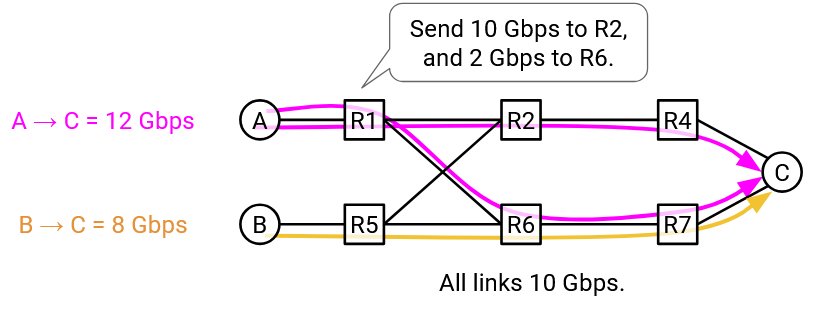 Send 10 Gbps to R2,
and 2 Gbps to R6.
A → C = 12 Gbps
A
R1
R2
R4
C
B → C = 8 Gbps
B
R5
R6
R7
All links 10 Gbps.